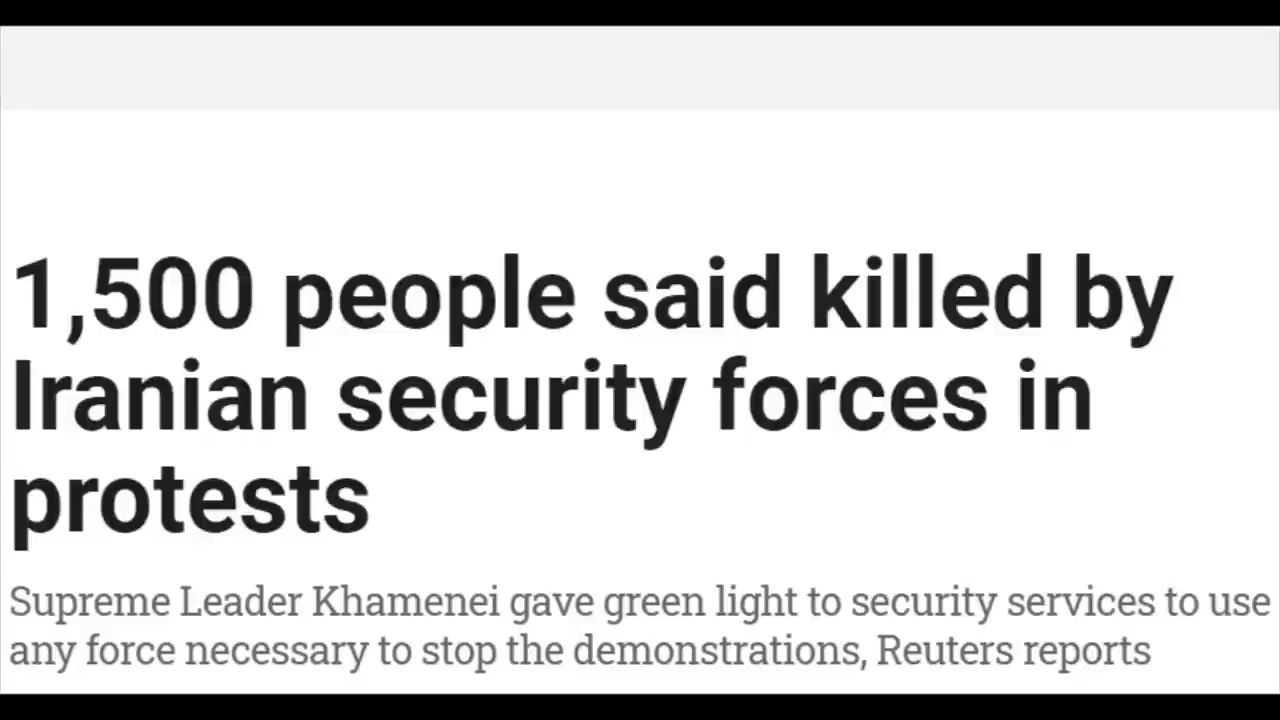 1,500 people said killed by
Iranian security forces in
protests
Supreme Leader Khamenei gave green light to security services to use
any force necessary to stop the demonstrations, Reuters reports